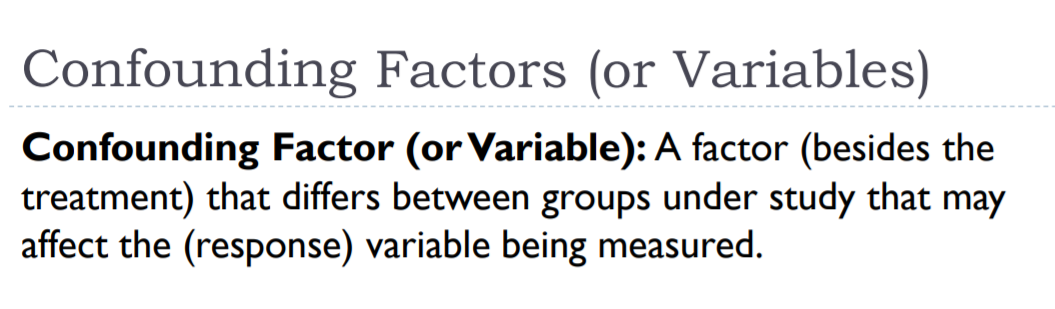 Confounding Factors (or Variables)
Confounding Factor (or Variable): A factor (besides the
treatment) that differs between groups under study that may
affect the (response) variable being measured.